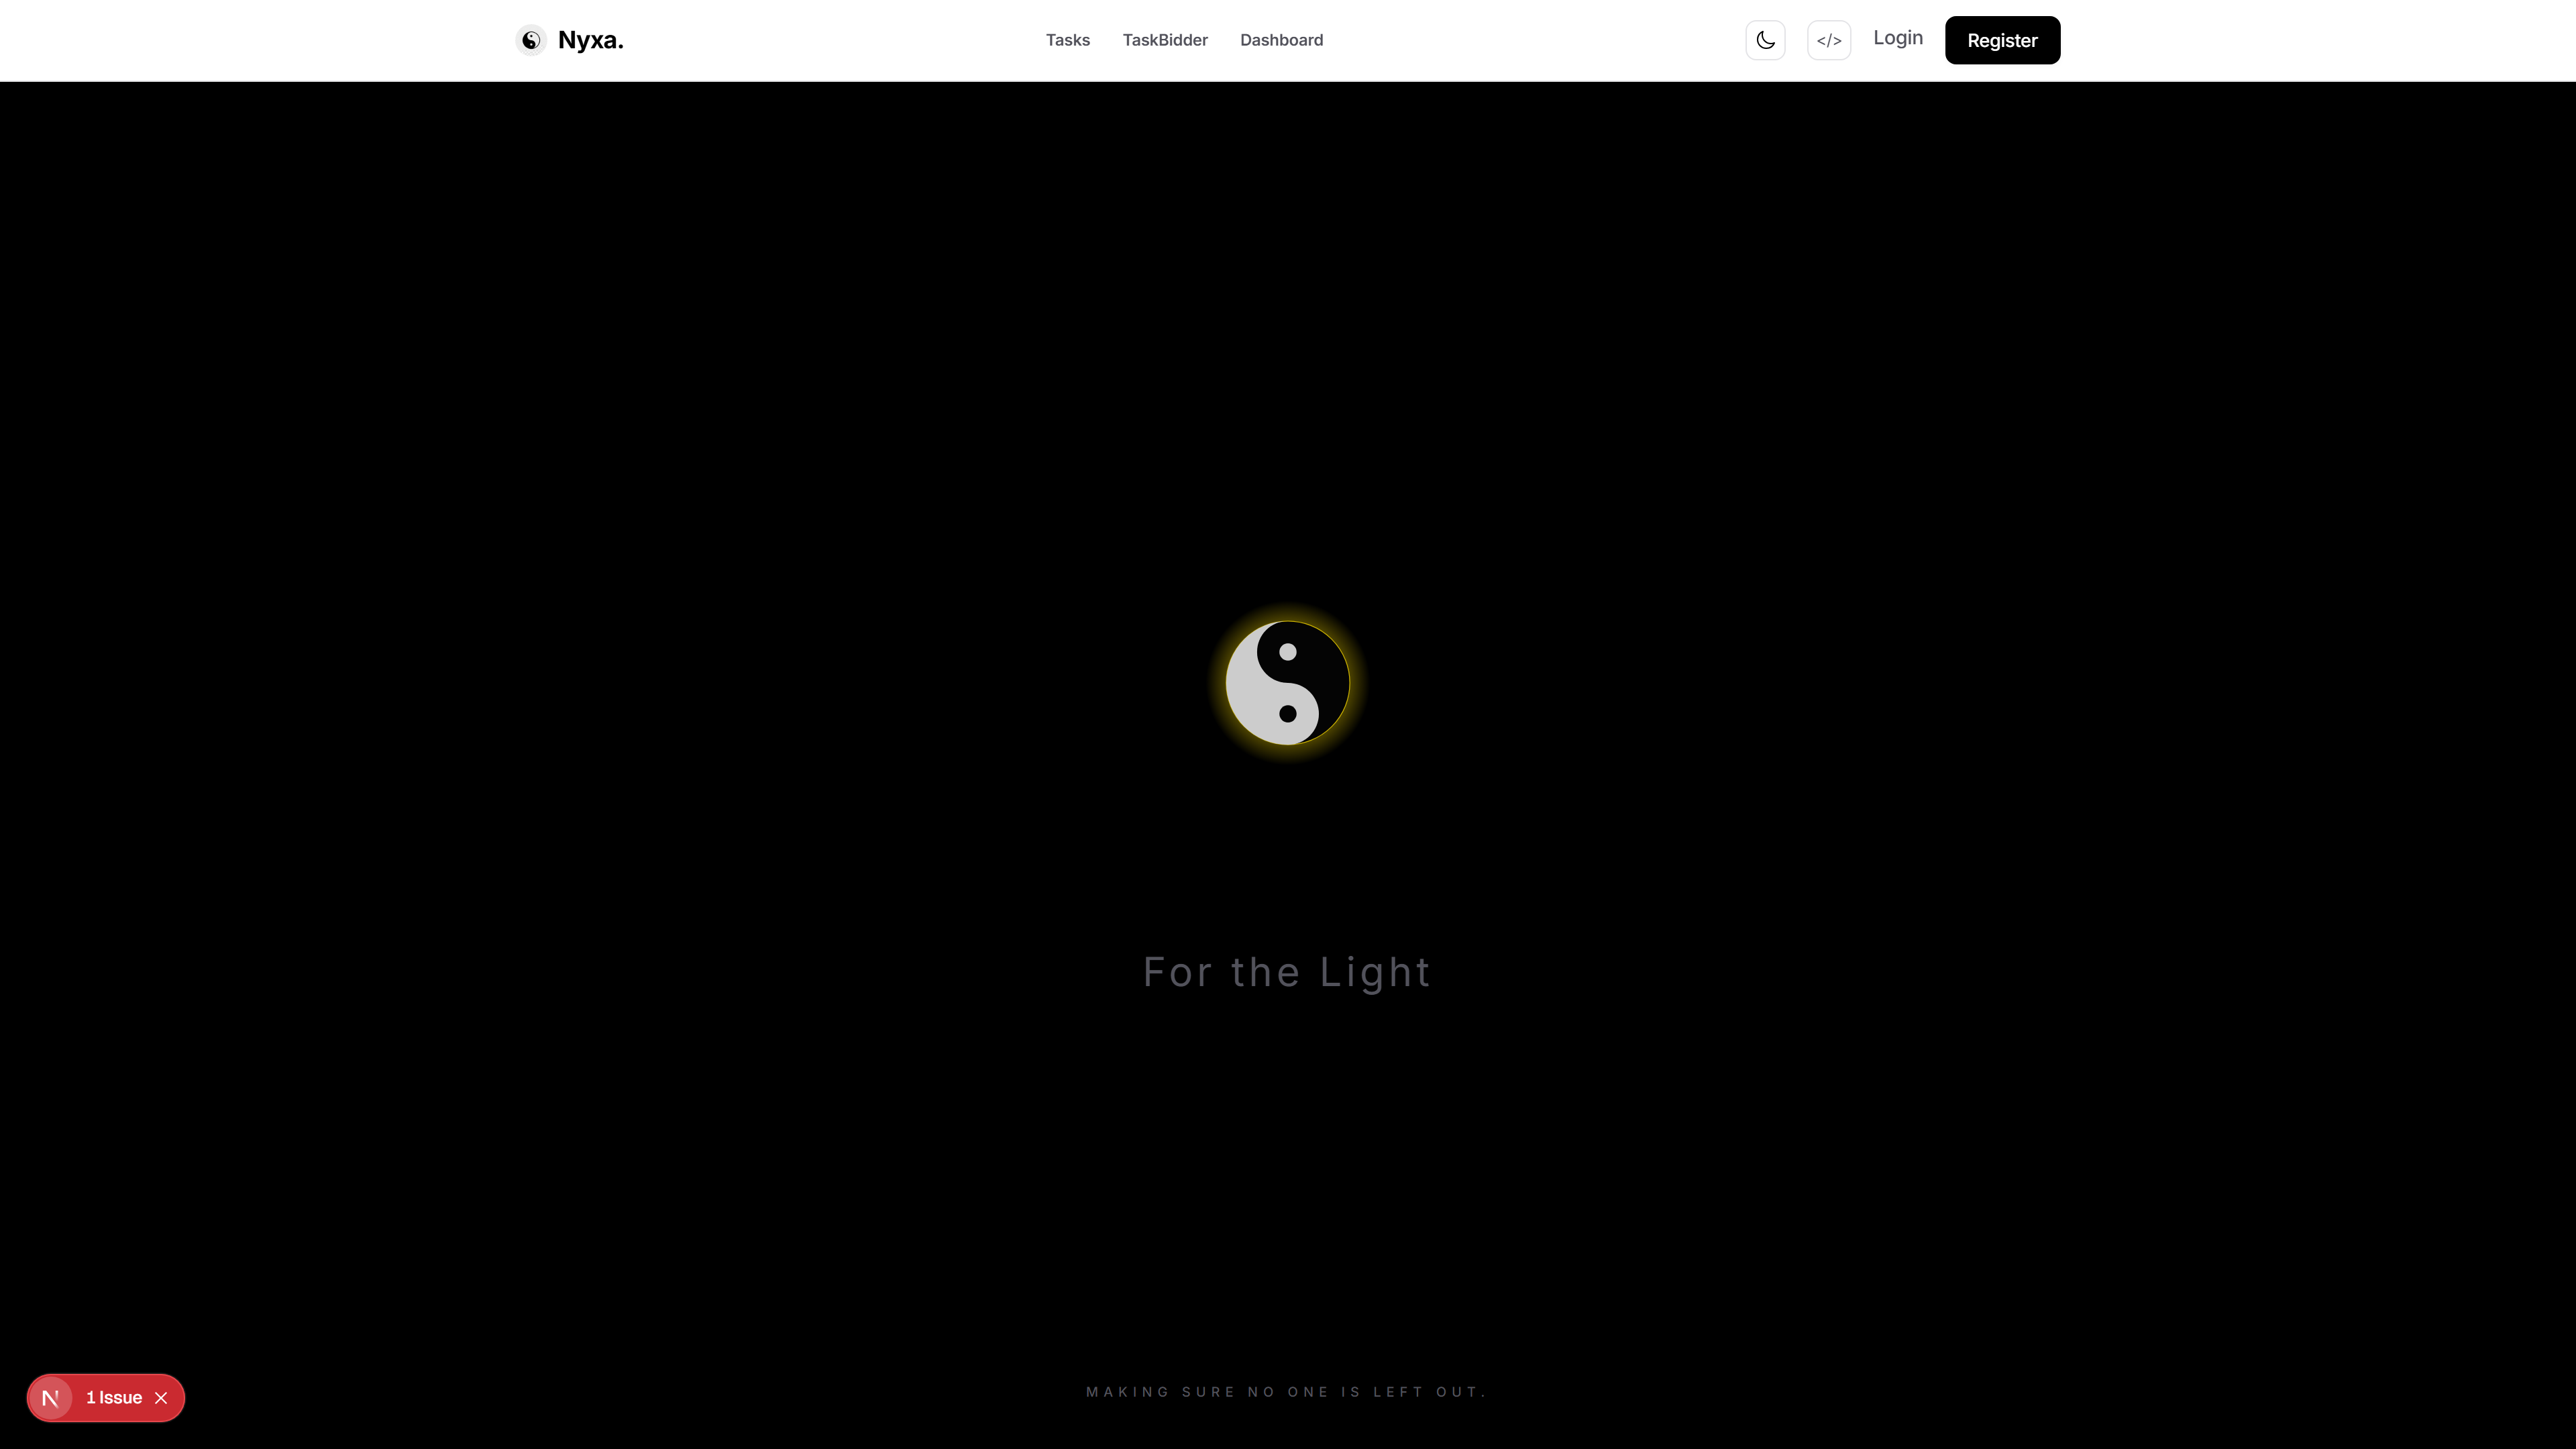 Nyxa.
Tasks TaskBidder Dashboard
</> Login Register
For the Light
MAKING SURE NO ONE IS LEFT OUT.
N 1 Issue